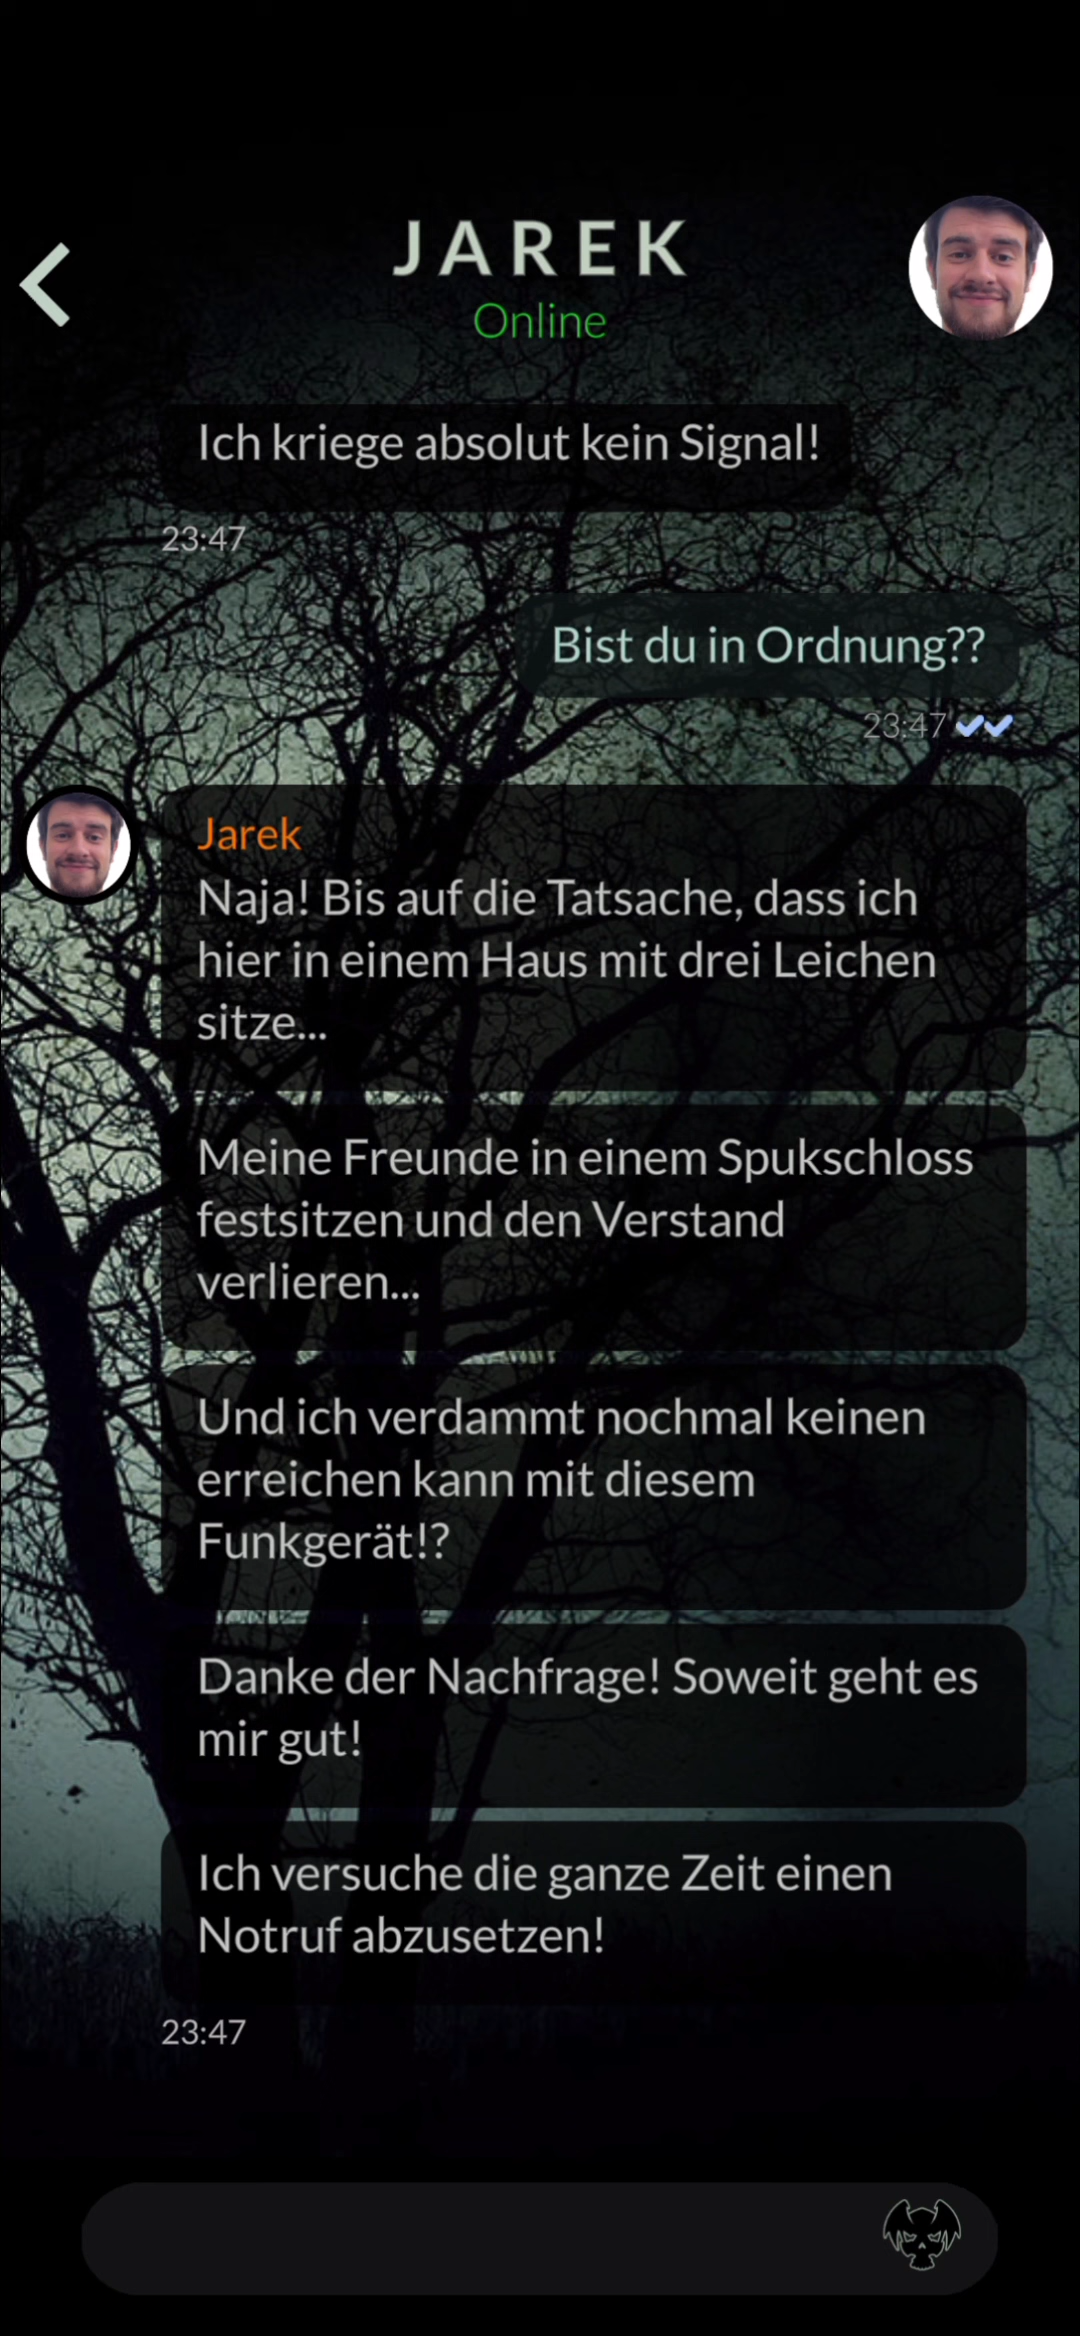 JAREK
Online
Ich kriege absolut kein Signal!
23:47
Bist du in Ordnung??
23:47
Jarek
Naja! Bis auf die Tatsache, dass ich
hier in einem Haus mit drei Leichen
sitze...
Meine Freunde in einem Spukschloss
festsitzen und den Verstand
verlieren...
Und ich verdammt nochmal keinen
erreichen kann mit diesem
Funkgerät!?
Danke der Nachfrage! Soweit geht es
mir gut!
Ich versuche die ganze Zeit einen
Notruf abzusetzen!
23:47